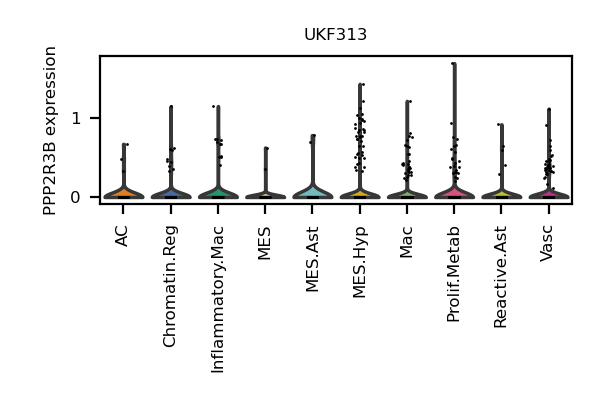 UKF313
PPP2R3B expression
1
0
AC
Chromatin.Reg
Inflammatory.Mac
MES
MES.Ast
MES.Hyp
Mac
Prolif.Metab
Reactive.Ast
Vasc